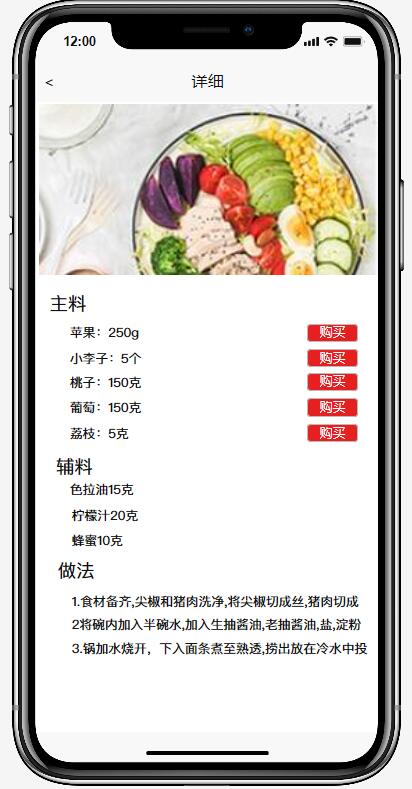 12:00
< 详细
主料
苹果：250g 购买
小李子：5个 购买
桃子：150克 购买
葡萄：150克 购买
荔枝：5克 购买
辅料
色拉油15克
柠檬汁20克
蜂蜜10克
做法
1.食材备齐,尖椒和猪肉洗净,将尖椒切成丝,猪肉切成
2将碗内加入半碗水,加入生抽酱油,老抽酱油,盐,淀粉
3.锅加水烧开，下入面条煮至熟透,捞出放在冷水中投